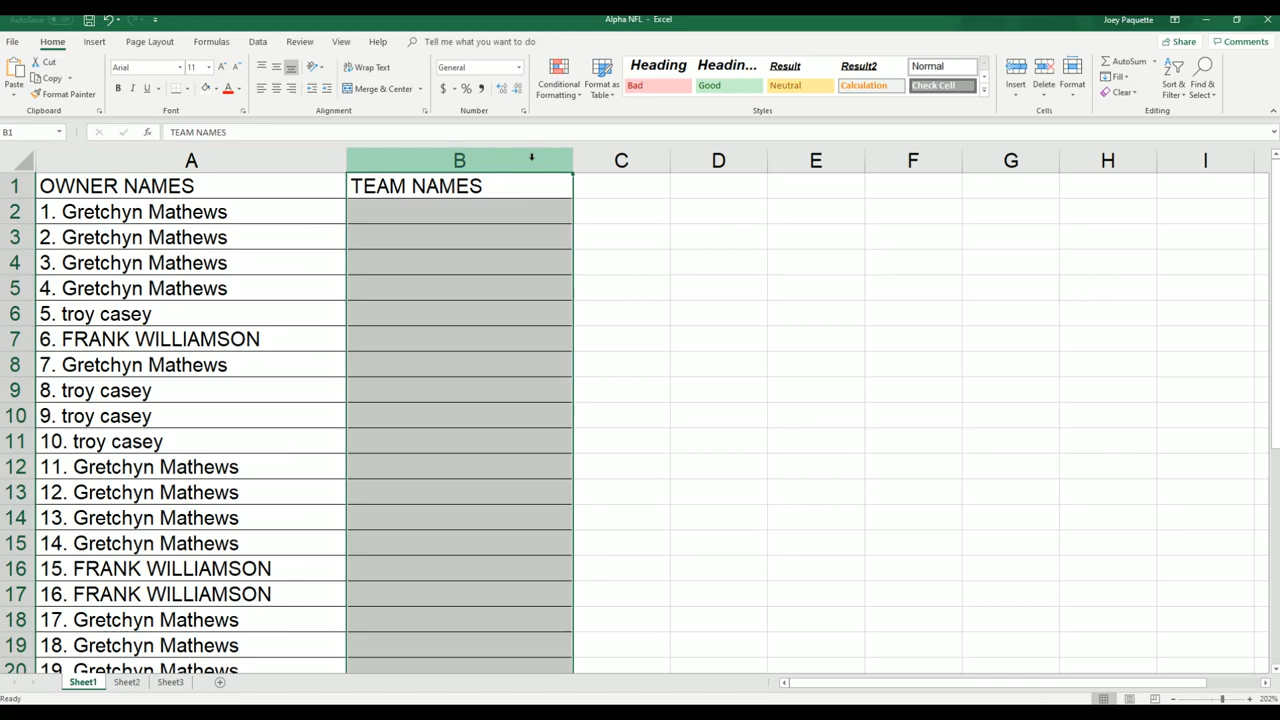 AutoSave Off
Alpha NFL - Excel
Joey Paquette
File Home Insert Page Layout Formulas Data Review View Help Tell me what you want to do
Share Comments
Paste
Cut
Copy
Format Painter
Clipboard
Arial 11
B I U
Font
Wrap Text
Merge & Center
Alignment
General
$ % ,
Number
Conditional Formatting
Format as Table
Heading Headin... Result Result2 Normal
Bad Good Neutral Calculation Check Cell
Styles
Insert Delete Format
Cells
AutoSum
Fill
Clear
Sort & Filter
Find & Select
Editing
B1 fx TEAM NAMES
A B C D E F G H I
1 OWNER NAMES TEAM NAMES
2 1. Gretchyn Mathews
3 2. Gretchyn Mathews
4 3. Gretchyn Mathews
5 4. Gretchyn Mathews
6 5. troy casey
7 6. FRANK WILLIAMSON
8 7. Gretchyn Mathews
9 8. troy casey
10 9. troy casey
11 10. troy casey
12 11. Gretchyn Mathews
13 12. Gretchyn Mathews
14 13. Gretchyn Mathews
15 14. Gretchyn Mathews
16 15. FRANK WILLIAMSON
17 16. FRANK WILLIAMSON
18 17. Gretchyn Mathews
19 18. Gretchyn Mathews
20 19. Gretchyn Mathews
Sheet1 Sheet2 Sheet3
Ready
202%